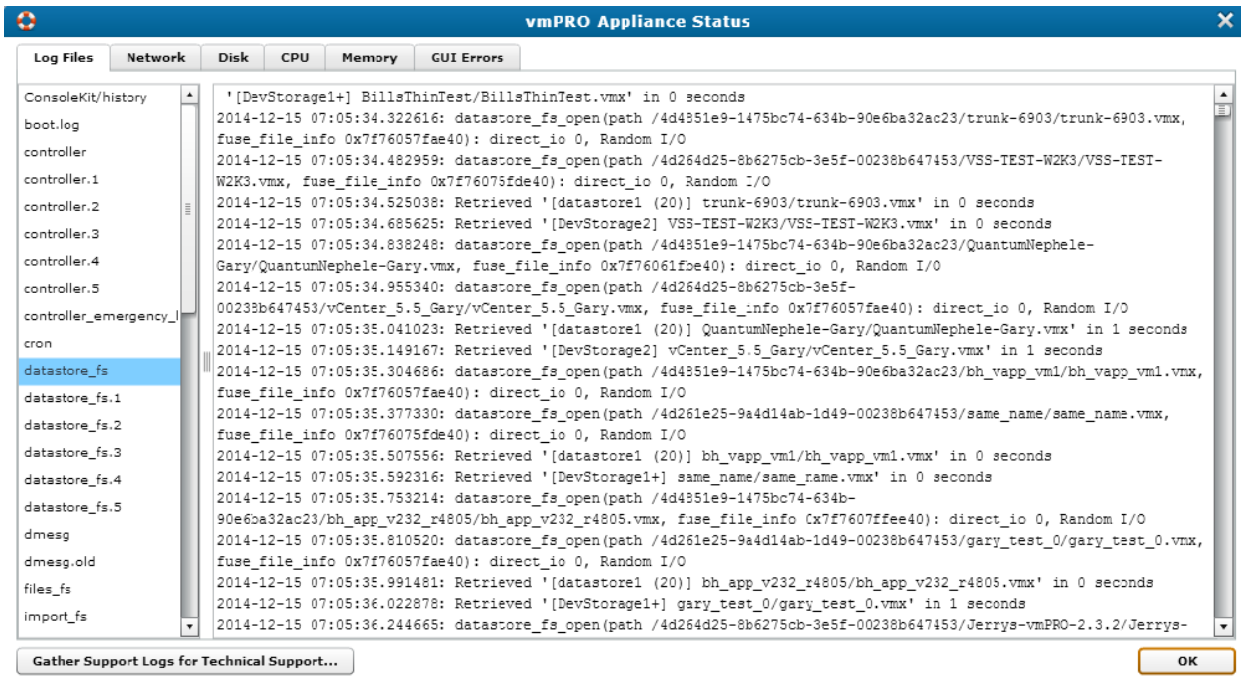 vmPRO Appliance Status
Log Files Network Disk CPU Memory GUI Errors
ConsoleKit/history
boot.log
controller
controller.1
controller.2
controller.3
controller.4
controller.5
controller_emergency_l
cron
datastore_fs
datastore_fs.1
datastore_fs.2
datastore_fs.3
datastore_fs.4
datastore_fs.5
dmesg
dmesg.old
files_fs
import_fs
'[DevStorage1+] BillsThinTest/BillsThinTest.vmx' in 0 seconds
2014-12-15 07:05:34.322616: datastore_fs_open(path /4d4851e9-1475bc74-634b-90e6ba32ac23/trunk-6903/trunk-6903.vmx,
fuse_file_info 0x7f76057fae40): direct_io 0, Random I/O
2014-12-15 07:05:34.482959: datastore_fs_open(path /4d264d25-8b6275cb-3e5f-00238b647453/VSS-TEST-W2K3/VSS-TEST-
W2K3.vmx, fuse_file_info 0x7f76075fde40): direct_io 0, Random I/O
2014-12-15 07:05:34.525038: Retrieved '[datastore1 (20)] trunk-6903/trunk-6903.vmx' in 0 seconds
2014-12-15 07:05:34.685625: Retrieved '[DevStorage2] VSS-TEST-W2K3/VSS-TEST-W2K3.vmx' in 0 seconds
2014-12-15 07:05:34.838248: datastore_fs_open(path /4d4851e9-1475bc74-634b-90e6ba32ac23/QuantumNephele-
Gary/QuantumNephele-Gary.vmx, fuse_file_info 0x7f76061fbe40): direct_io 0, Random I/O
2014-12-15 07:05:34.955340: datastore_fs_open(path /4d264d25-8b6275cb-3e5f-
00238b647453/vCenter_5.5_Gary/vCenter_5.5_Gary.vmx, fuse_file_info 0x7f76057fae40): direct_io 0, Random I/O
2014-12-15 07:05:35.041023: Retrieved '[datastore1 (20)] QuantumNephele-Gary/QuantumNephele-Gary.vmx' in 1 seconds
2014-12-15 07:05:35.149167: Retrieved '[DevStorage2] vCenter_5.5_Gary/vCenter_5.5_Gary.vmx' in 1 seconds
2014-12-15 07:05:35.304686: datastore_fs_open(path /4d4851e9-1475bc74-634b-90e6ba32ac23/bh_vapp_vm1/bh_vapp_vm1.vmx,
fuse_file_info 0x7f76057fae40): direct_io 0, Random I/O
2014-12-15 07:05:35.377330: datastore_fs_open(path /4d261e25-9a4d14ab-1d49-00238b647453/same_name/same_name.vmx,
fuse_file_info 0x7f76075fde40): direct_io 0, Random I/O
2014-12-15 07:05:35.507556: Retrieved '[datastore1 (20)] bh_vapp_vm1/bh_vapp_vm1.vmx' in 0 seconds
2014-12-15 07:05:35.592316: Retrieved '[DevStorage1+] same_name/same_name.vmx' in 0 seconds
2014-12-15 07:05:35.753214: datastore_fs_open(path /4d4851e9-1475bc74-634b-
90e6ba32ac23/bh_app_v232_r4805/bh_app_v232_r4805.vmx, fuse_file_info 0x7f7607ffee40): direct_io 0, Random I/O
2014-12-15 07:05:35.810520: datastore_fs_open(path /4d261e25-9a4d14ab-1d49-00238b647453/gary_test_0/gary_test_0.vmx,
fuse_file_info 0x7f76057fae40): direct_io 0, Random I/O
2014-12-15 07:05:35.991481: Retrieved '[datastore1 (20)] bh_app_v232_r4805/bh_app_v232_r4805.vmx' in 0 seconds
2014-12-15 07:05:36.022878: Retrieved '[DevStorage1+] gary_test_0/gary_test_0.vmx' in 1 seconds
2014-12-15 07:05:36.244665: datastore_fs_open(path /4d264d25-8b6275cb-3e5f-00238b647453/Jerrys-vmPRO-2.3.2/Jerrys-
Gather Support Logs for Technical Support...
OK